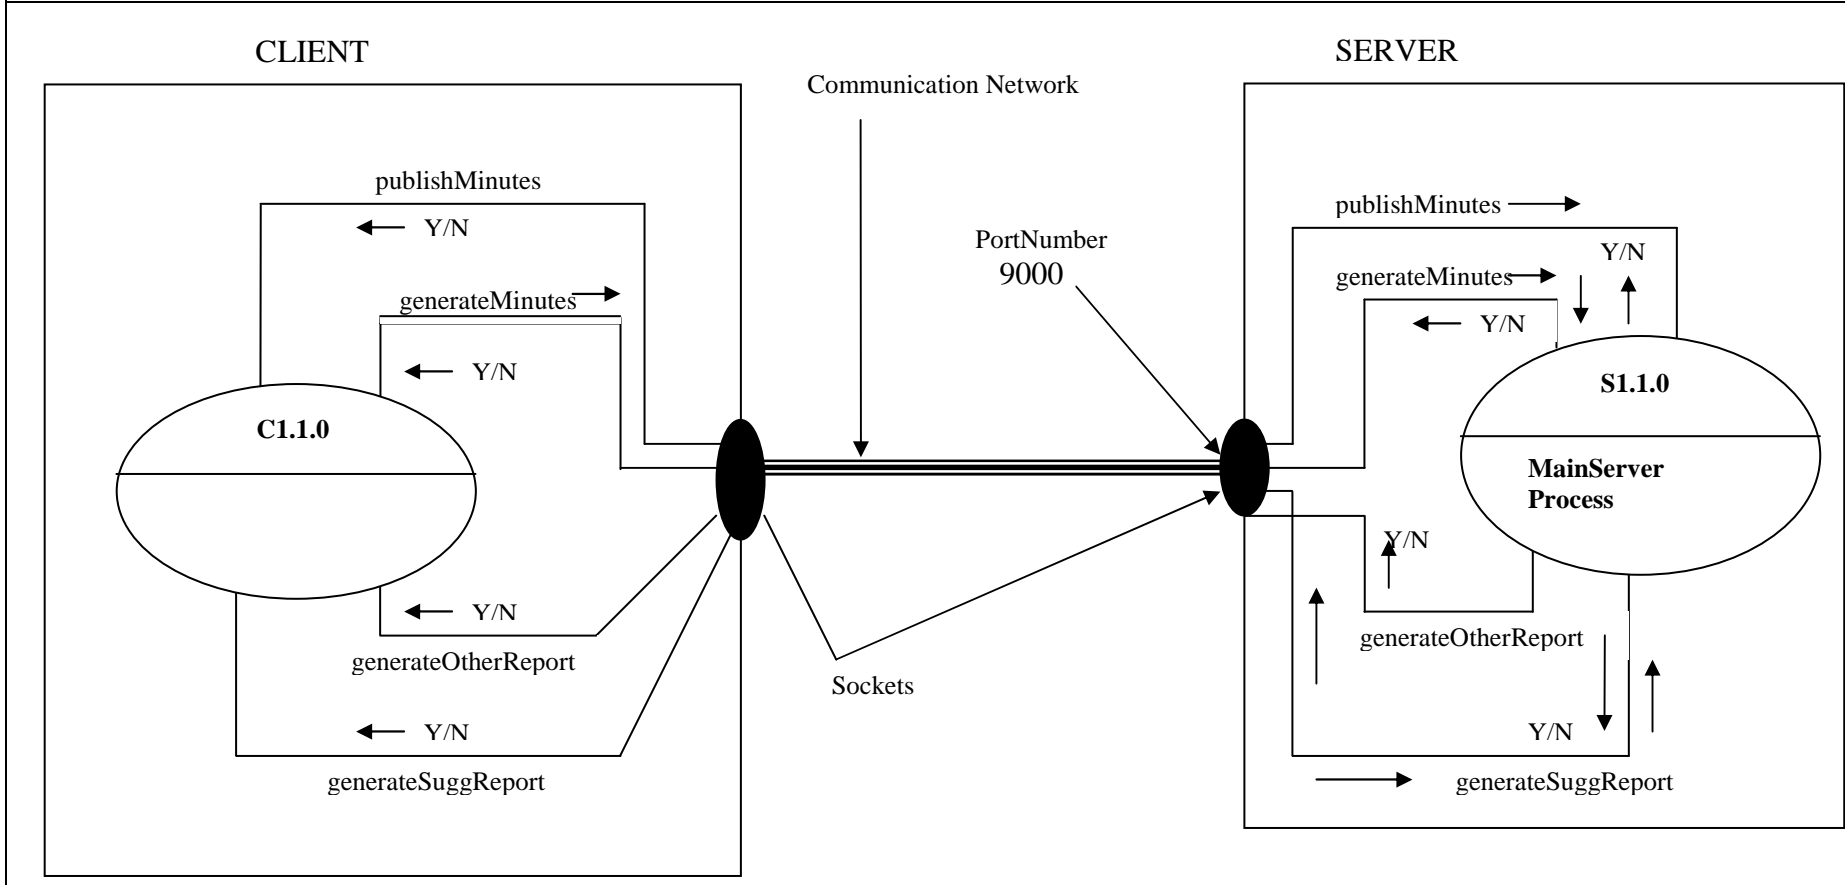 CLIENT
SERVER
Communication Network
publishMinutes
Y/N
generateMinutes
Y/N
C1.1.0
Y/N
generateOtherReport
Y/N
generateSuggReport
PortNumber
9000
Sockets
publishMinutes
Y/N
generateMinutes
Y/N
S1.1.0
MainServer
Process
Y/N
generateOtherReport
Y/N
generateSuggReport